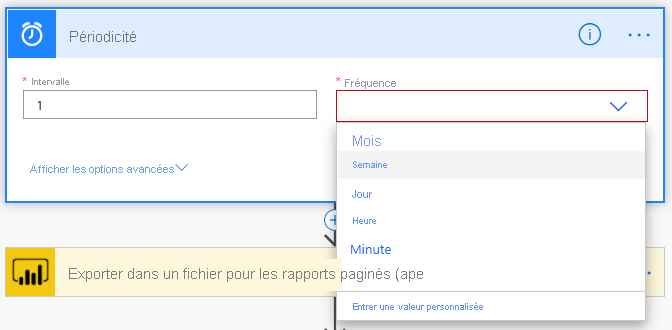 Périodicité
* Intervalle
* Fréquence
1
Mois
Semaine
Afficher les options avancées
Jour
Heure
Minute
Exporter dans un fichier pour les rapports paginés (ape
Entrer une valeur personnalisée